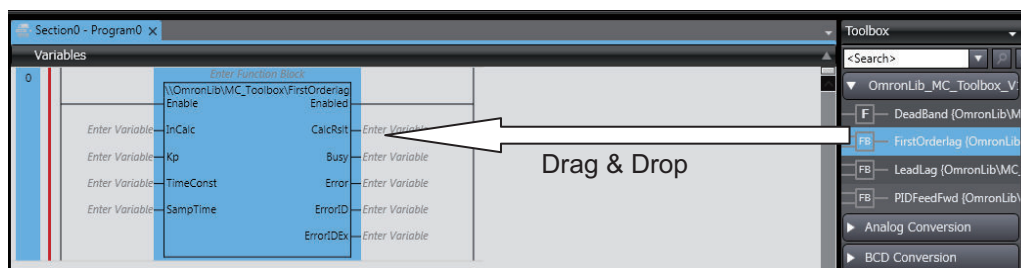 Section0 - Program0 ×
Variables
0
Enter Function Block
\\OmronLib\MC_Toolbox\FirstOrderlag
Enable Enabled
Enter Variable InCalc CalcRslt Enter Variable
Enter Variable Kp Busy Enter Variable
Enter Variable TimeConst Error Enter Variable
Enter Variable SampTime ErrorID Enter Variable
ErrorIDEx Enter Variable
Drag & Drop
Toolbox
<Search>
OmronLib_MC_Toolbox_V
F DeadBand {OmronLib\M
FB FirstOrderlag {OmronLib
FB LeadLag {OmronLib\MC_
FB PIDFeedFwd {OmronLib\
Analog Conversion
BCD Conversion